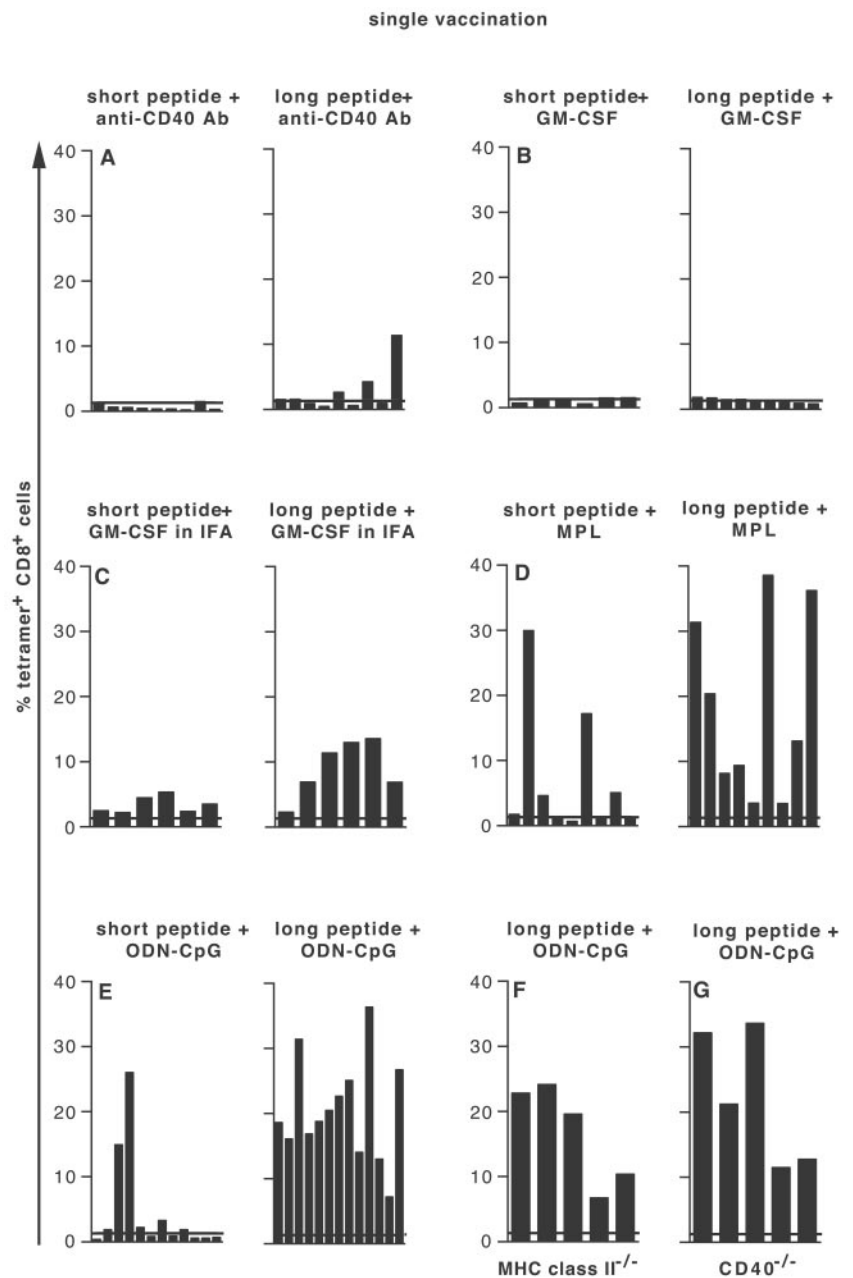 single vaccination
short peptide +
anti-CD40 Ab
long peptide+
anti-CD40 Ab
short peptide+
GM-CSF
long peptide +
GM-CSF
% tetramer+ CD8+ cells
A
40
30
20
10
0
B
40
30
20
10
0
short peptide+
GM-CSF in IFA
long peptide +
GM-CSF in IFA
short peptide +
MPL
long peptide +
MPL
C
40
30
20
10
0
D
40
30
20
10
0
short peptide +
ODN-CpG
long peptide +
ODN-CpG
long peptide +
ODN-CpG
long peptide +
ODN-CpG
E
40
30
20
10
0
F
40
30
20
10
0
G
MHC class II-/-
CD40-/-